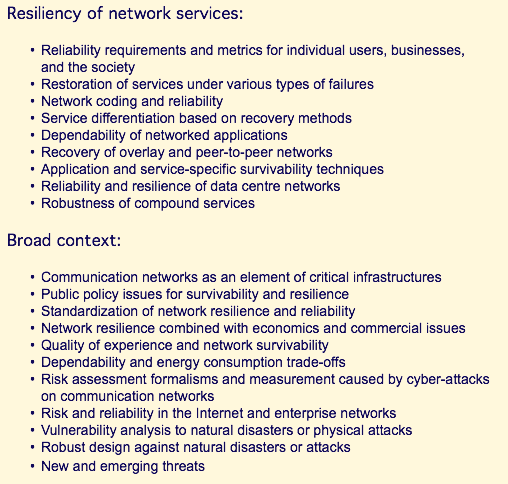 Resiliency of network services:
• Reliability requirements and metrics for individual users, businesses,
and the society
• Restoration of services under various types of failures
• Network coding and reliability
• Service differentiation based on recovery methods
• Dependability of networked applications
• Recovery of overlay and peer-to-peer networks
• Application and service-specific survivability techniques
• Reliability and resilience of data centre networks
• Robustness of compound services
Broad context:
• Communication networks as an element of critical infrastructures
• Public policy issues for survivability and resilience
• Standardization of network resilience and reliability
• Network resilience combined with economics and commercial issues
• Quality of experience and network survivability
• Dependability and energy consumption trade-offs
• Risk assessment formalisms and measurement caused by cyber-attacks
on communication networks
• Risk and reliability in the Internet and enterprise networks
• Vulnerability analysis to natural disasters or physical attacks
• Robust design against natural disasters or attacks
• New and emerging threats